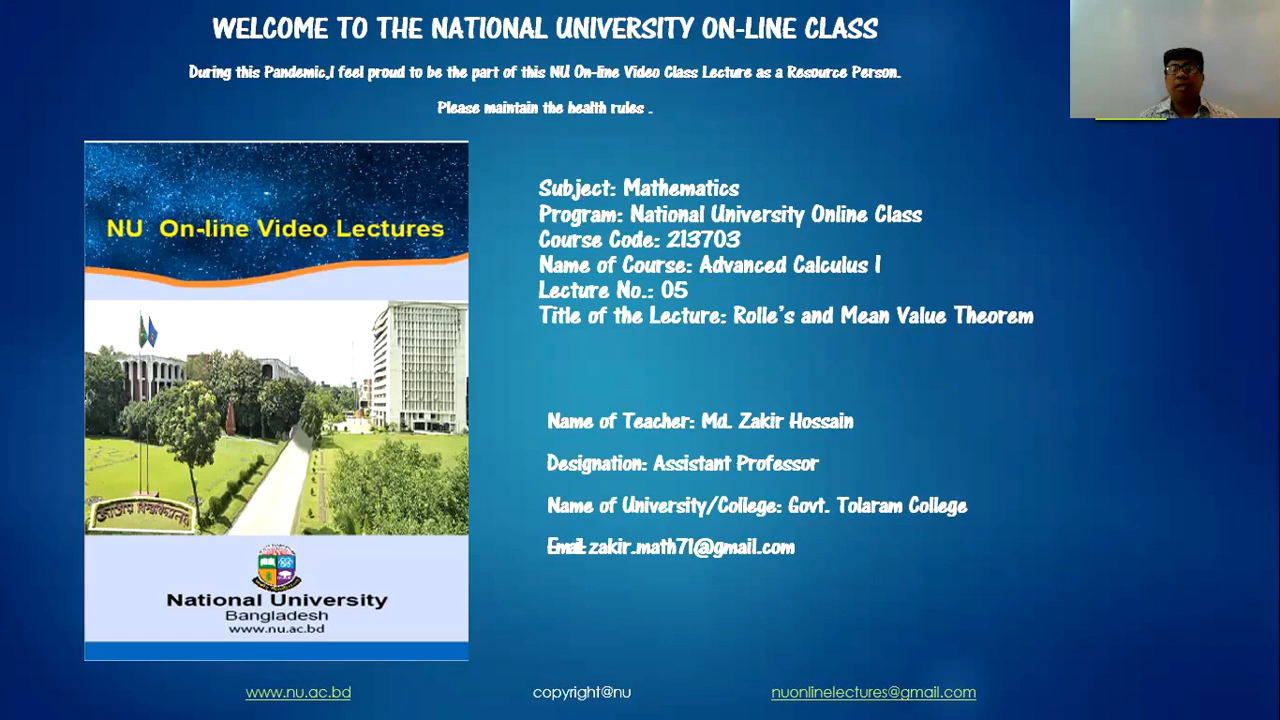 WELCOME TO THE NATIONAL UNIVERSITY ON-LINE CLASS
During this Pandemic,I feel proud to be the part of this NU On-line Video Class Lecture as a Resource Person.
Please maintain the health rules .
NU On-line Video Lectures
Subject: Mathematics
Program: National University Online Class
Course Code: 213703
Name of Course: Advanced Calculus I
Lecture No.: 05
Title of the Lecture: Rolle's and Mean Value Theorem
Name of Teacher: Md. Zakir Hossain
Designation: Assistant Professor
Name of University/College: Govt. Tolaram College
Email: zakir.math71@gmail.com
জাতীয় বিশ্ববিদ্যালয়
National University
Bangladesh
www.nu.ac.bd
www.nu.ac.bd
copyright@nu
nuonlinelectures@gmail.com